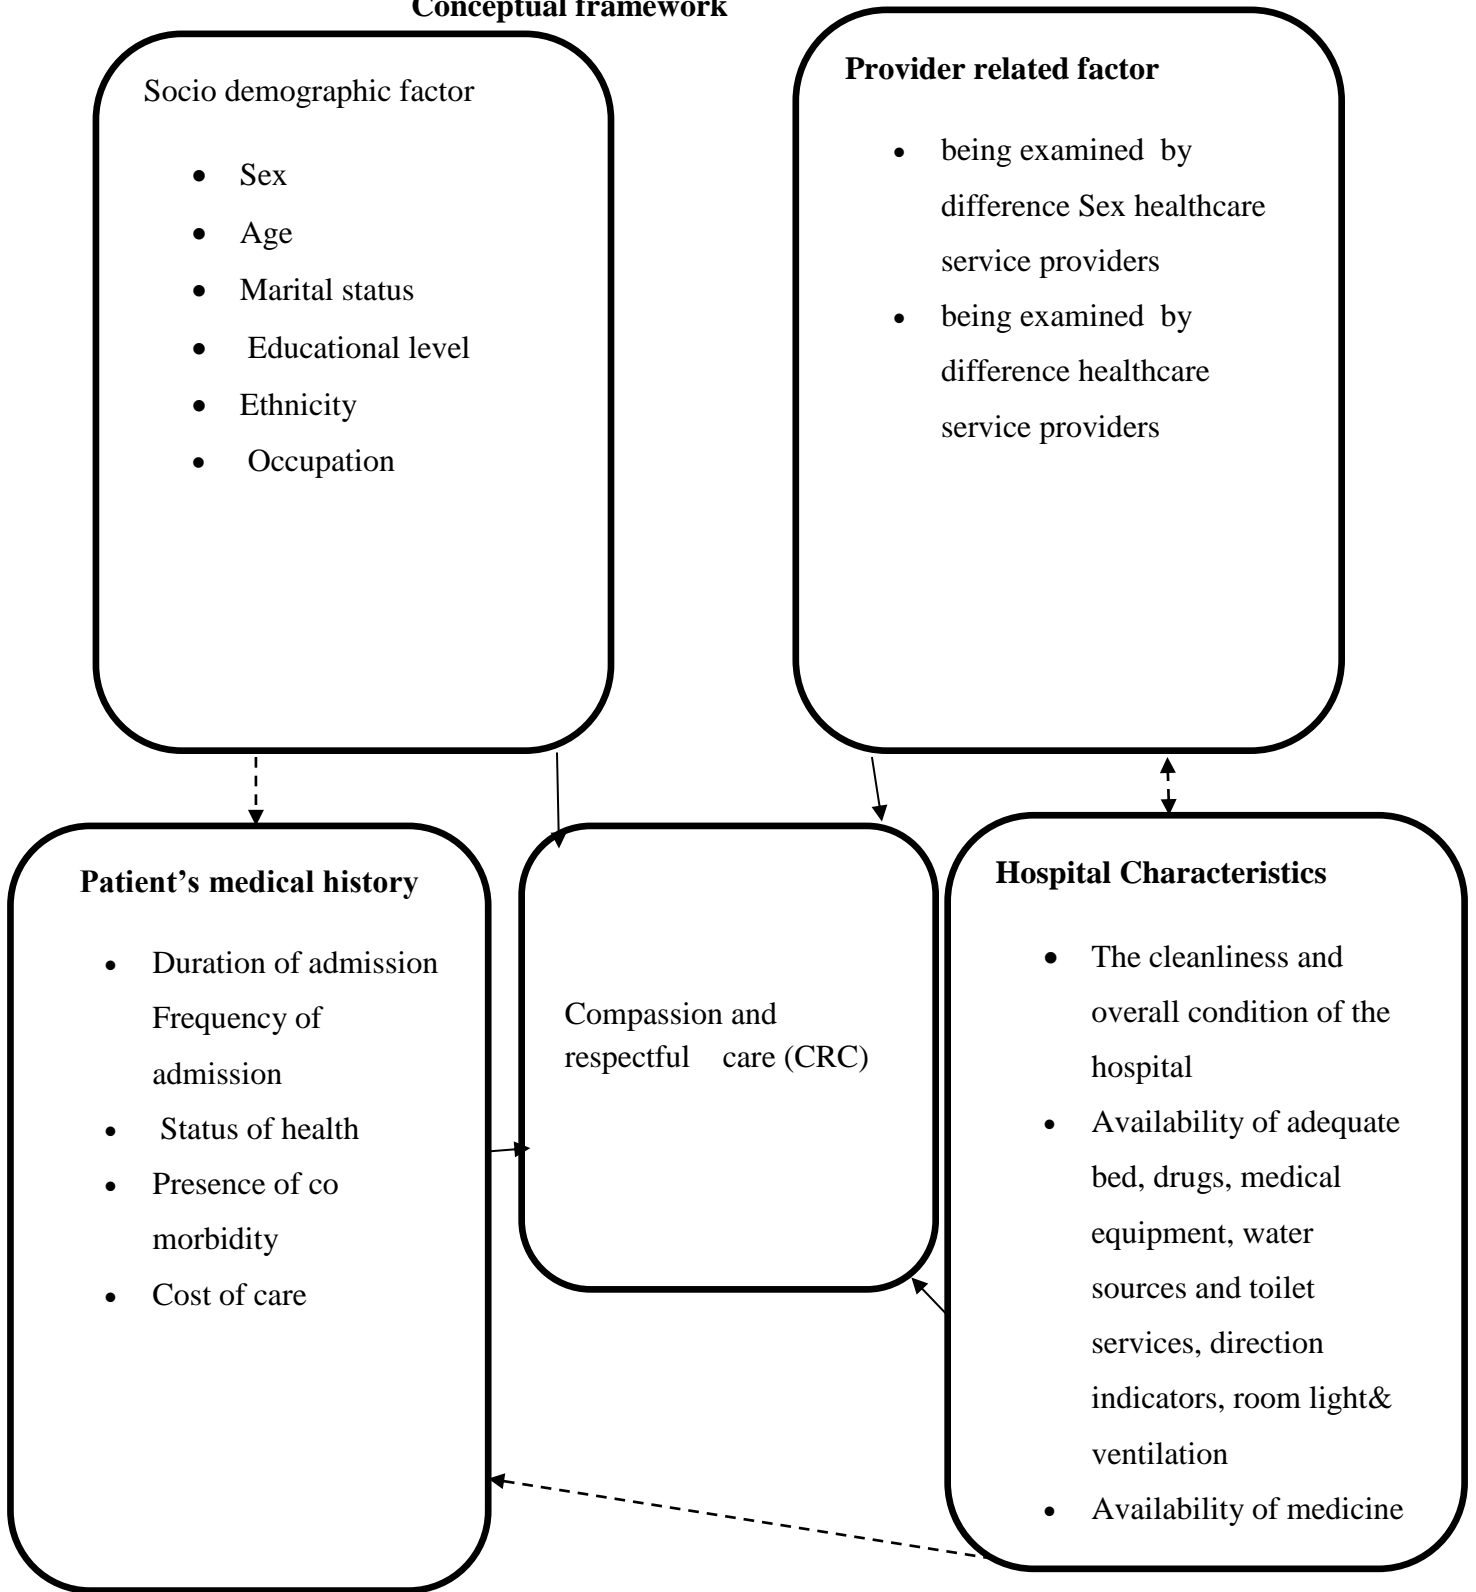 Conceptual framework
Socio demographic factor
• Sex
• Age
• Marital status
• Educational level
• Ethnicity
• Occupation
Provider related factor
• being examined by
difference Sex healthcare
service providers
• being examined by
difference healthcare
service providers
Patient’s medical history
• Duration of admission
Frequency of
admission
• Status of health
• Presence of co
morbidity
• Cost of care
Compassion and
respectful care (CRC)
Hospital Characteristics
• The cleanliness and
overall condition of the
hospital
• Availability of adequate
bed, drugs, medical
equipment, water
sources and toilet
services, direction
indicators, room light&
ventilation
• Availability of medicine